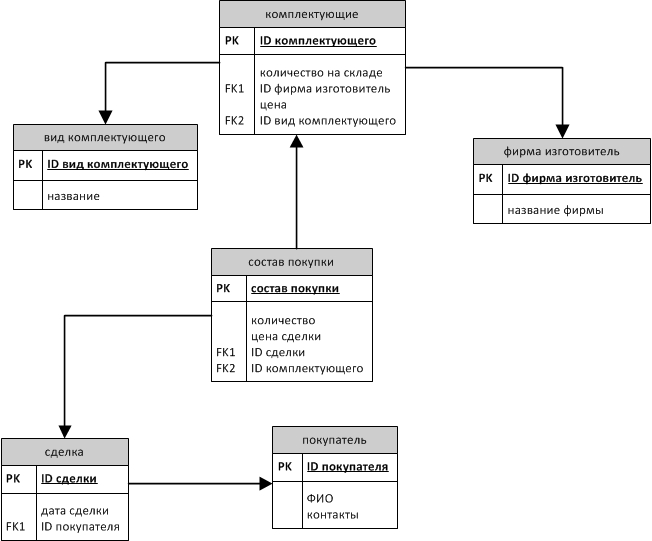 комплектующие
PK ID комплектующего
количество на складе
FK1 ID фирма изготовитель
цена
FK2 ID вид комплектующего
вид комплектующего
PK ID вид комплектующего
название
фирма изготовитель
PK ID фирма изготовитель
название фирмы
состав покупки
PK состав покупки
количество
цена сделки
FK1 ID сделки
FK2 ID комплектующего
сделка
PK ID сделки
дата сделки
FK1 ID покупателя
покупатель
PK ID покупателя
ФИО
контакты